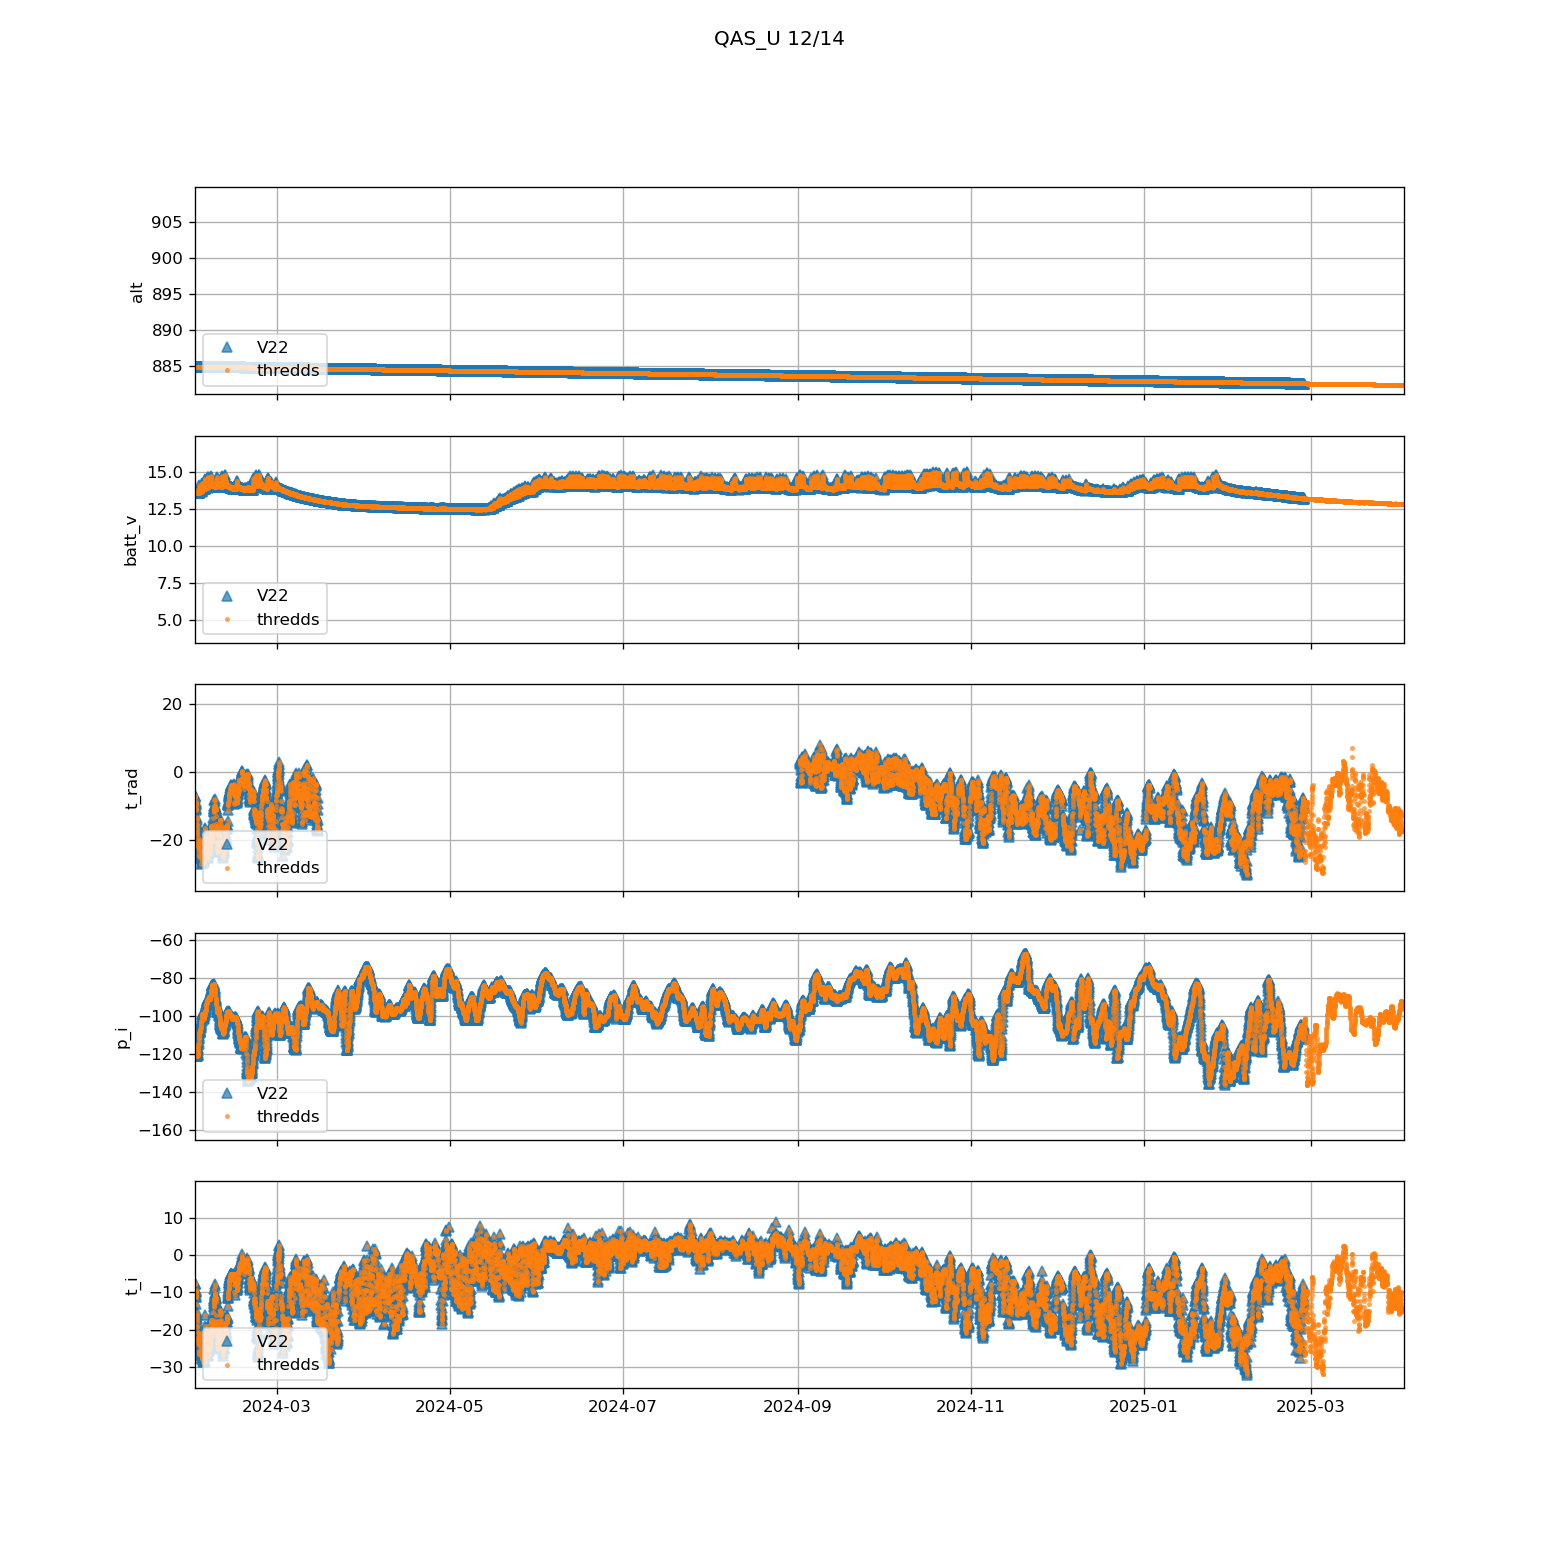 QAS_U 12/14
905
900
895
890
885
alt
V22
thredds
15.0
12.5
10.0
7.5
5.0
batt_v
V22
thredds
20
0
−20
t_rad
V22
thredds
−60
−80
−100
−120
−140
−160
p_i
V22
thredds
10
0
−10
−20
−30
t_i
V22
thredds
2024-03 2024-05 2024-07 2024-09 2024-11 2025-01 2025-03